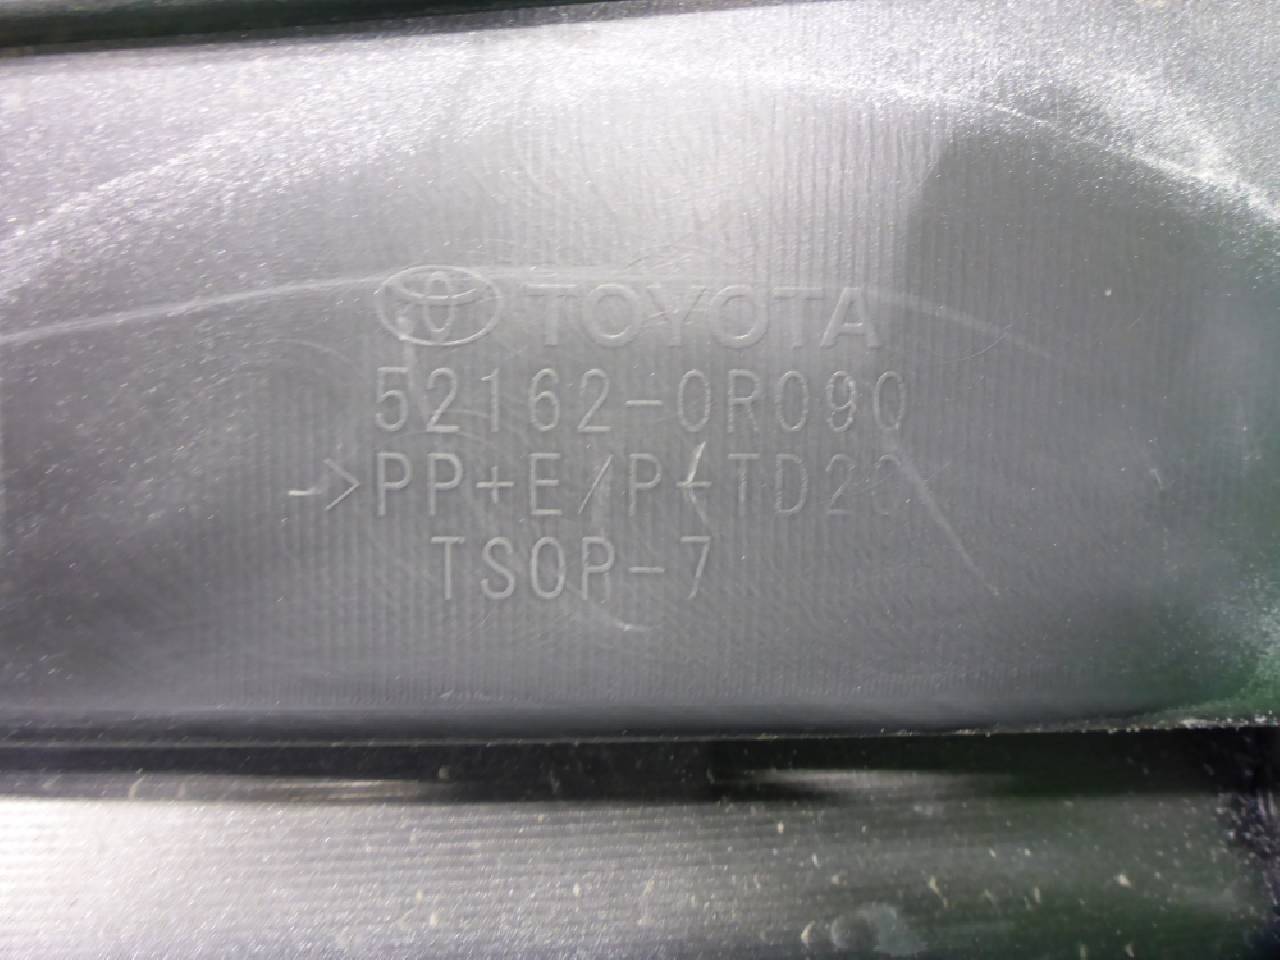 TOYOTA
52162-0R090
>PP+E/P-TD20
TSOP-7